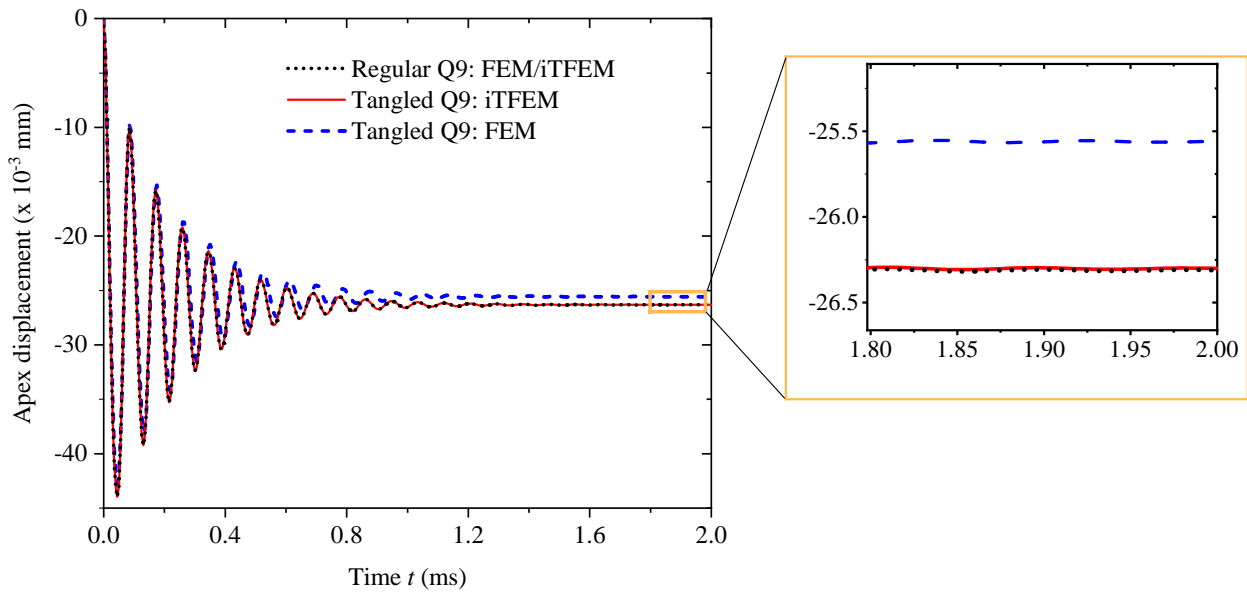 0
-10
-20
-30
-40
0.0 0.4 0.8 1.2 1.6 2.0
Apex displacement (x 10⁻³ mm)
Time t (ms)
Regular Q9: FEM/iTFEM
Tangled Q9: iTFEM
Tangled Q9: FEM
-25.5
-26.0
-26.5
1.80 1.85 1.90 1.95 2.00